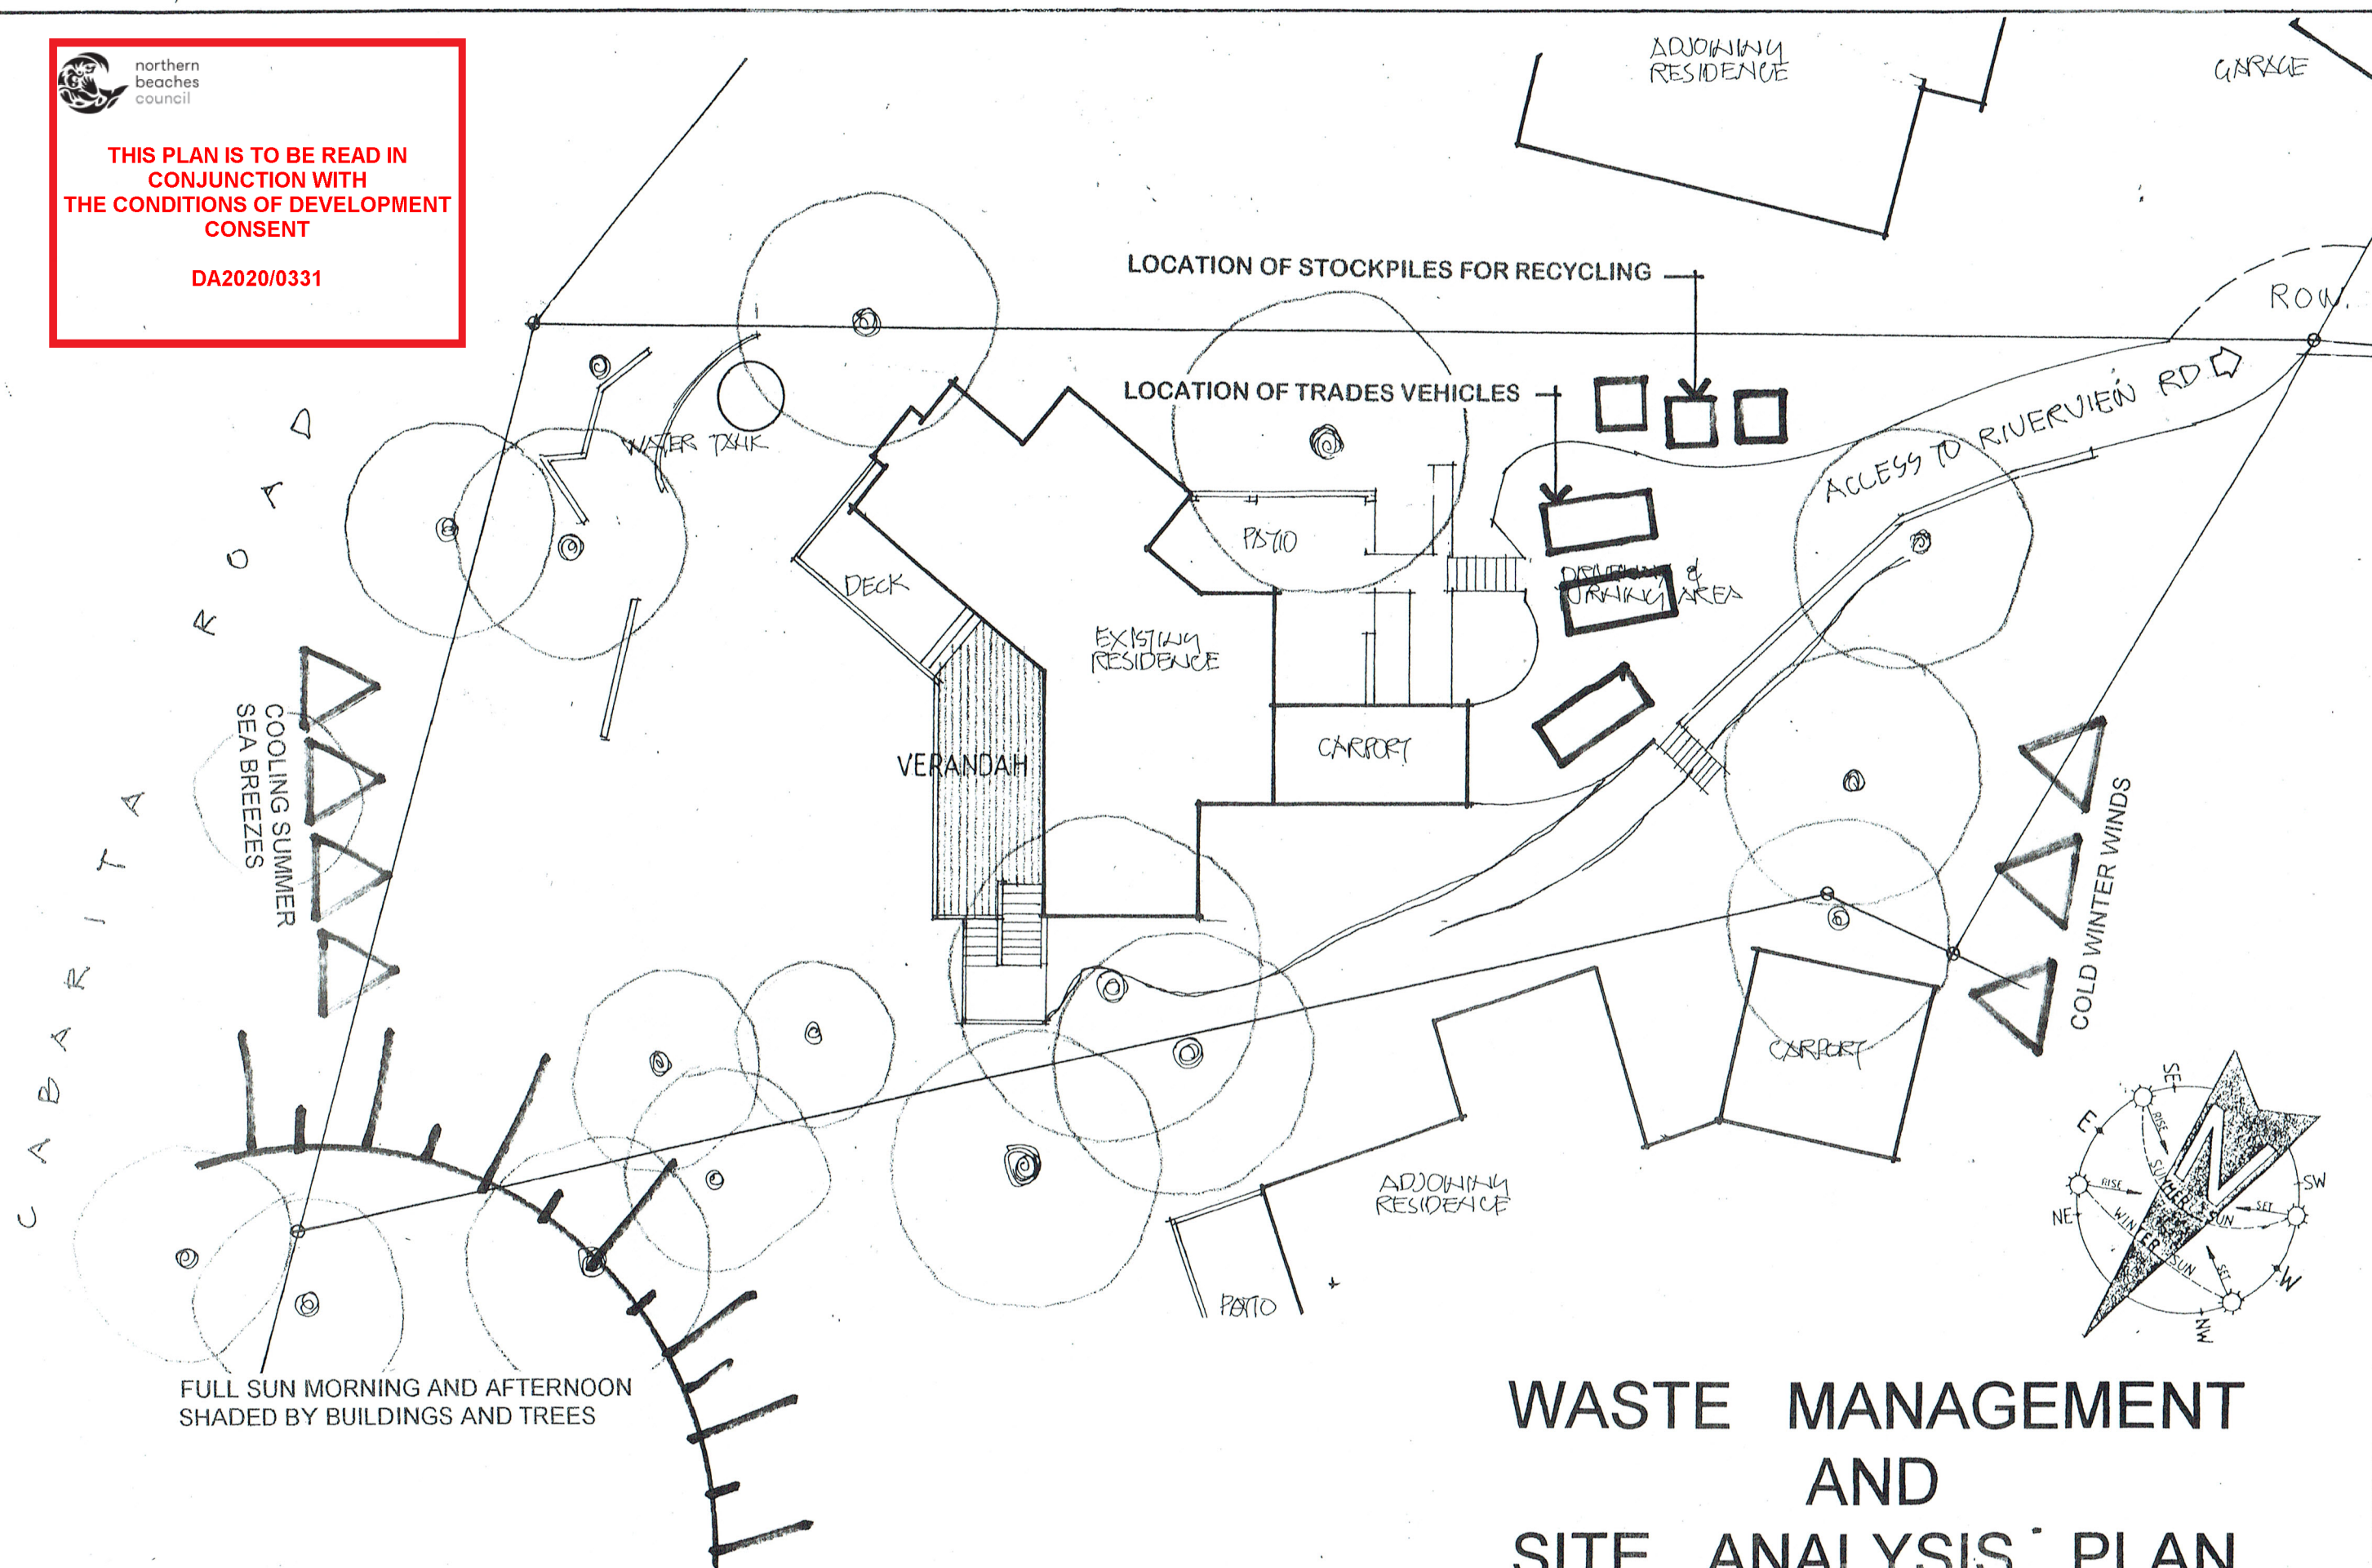 northern
beaches
council
THIS PLAN IS TO BE READ IN
CONJUNCTION WITH
THE CONDITIONS OF DEVELOPMENT
CONSENT
DA2020/0331
ADJOINING
RESIDENCE
GARAGE
LOCATION OF STOCKPILES FOR RECYCLING
ROW.
LOCATION OF TRADES VEHICLES
ACCESS TO RIVERVIEW RD
WATER TANK
PATIO
DECK
DRIVEWAY &
TURNING AREA
EXISTING
RESIDENCE
VERANDAH
CARPORT
CABARITA ROAD
COOLING SUMMER
SEA BREEZES
COLD WINTER WINDS
CARPORT
ADJOINING
RESIDENCE
PATIO
SE
E
RISE
SUMMER SUN
SET
SW
NE
RISE
WINTER SUN
SET
W
NW
N
FULL SUN MORNING AND AFTERNOON
SHADED BY BUILDINGS AND TREES
WASTE MANAGEMENT
AND
SITE ANALYSIS PLAN